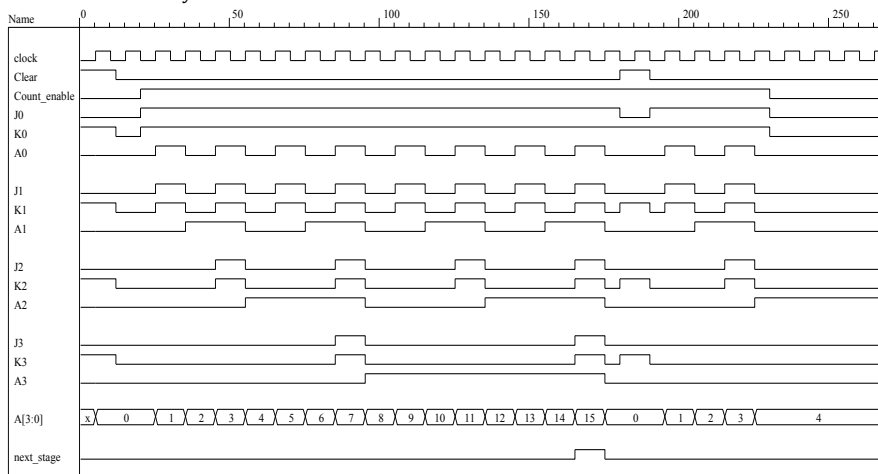 Name 0 50 100 150 200 250
clock
Clear
Count_enable
J0
K0
A0
J1
K1
A1
J2
K2
A2
J3
K3
A3
A[3:0] x 0 1 2 3 4 5 6 7 8 9 10 11 12 13 14 15 0 1 2 3 4
next_stage